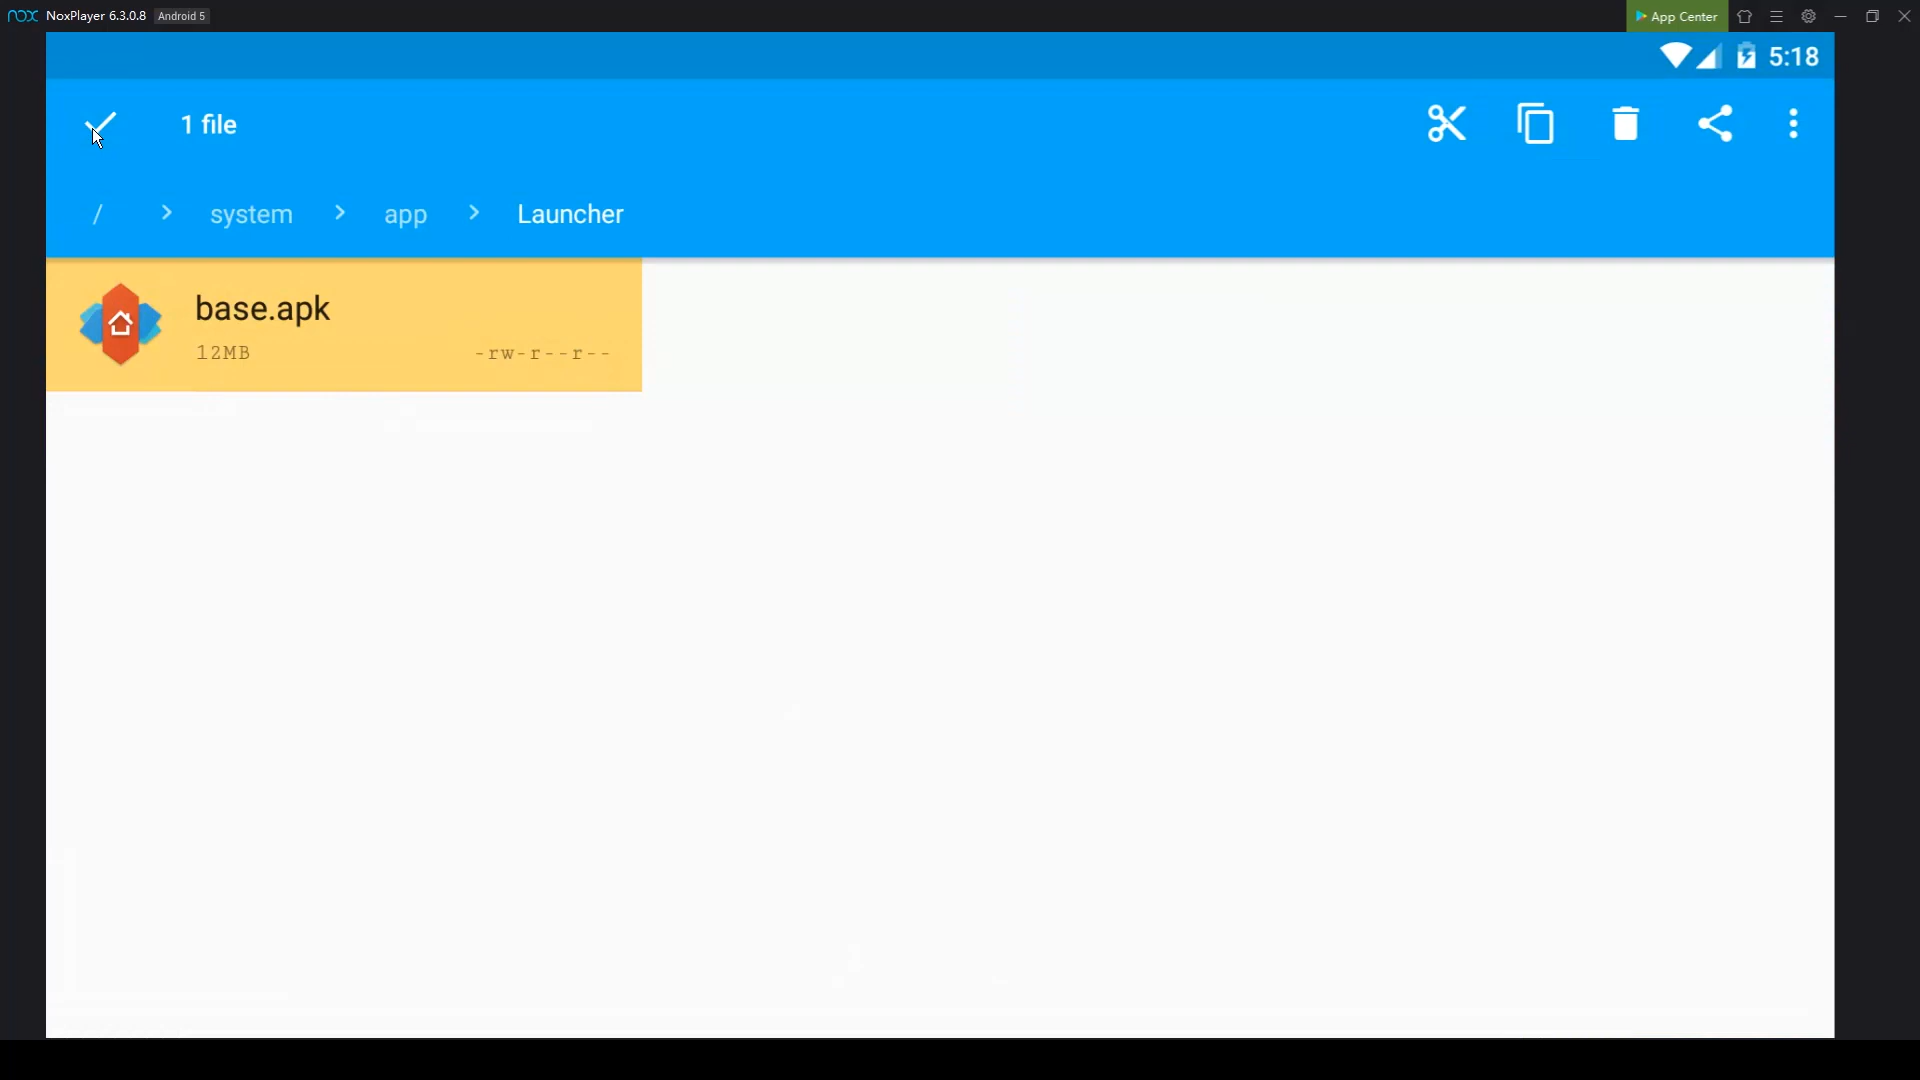 nox NoxPlayer 6.3.0.8 Android 5 App Center
5:18
1 file
/ > system > app > Launcher
base.apk
12MB -rw-r--r--